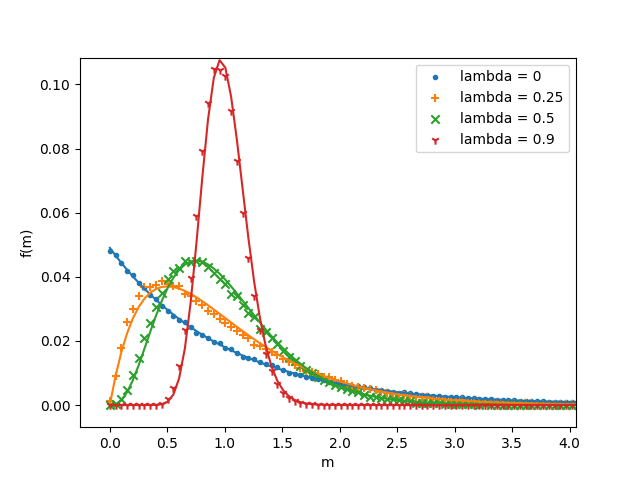 lambda = 0
lambda = 0.25
lambda = 0.5
lambda = 0.9
f(m)
0.10
0.08
0.06
0.04
0.02
0.00
0.0 0.5 1.0 1.5 2.0 2.5 3.0 3.5 4.0
m